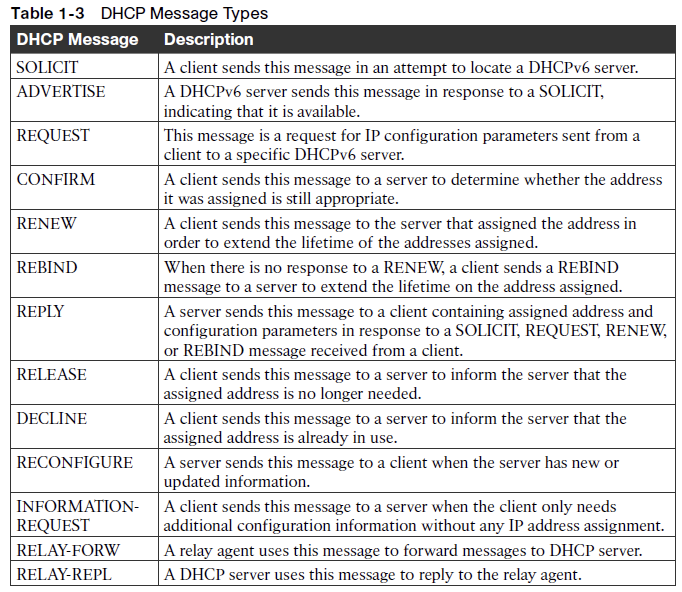 Table 1-3 DHCP Message Types
DHCP Message Description
SOLICIT A client sends this message in an attempt to locate a DHCPv6 server.
ADVERTISE A DHCPv6 server sends this message in response to a SOLICIT,
indicating that it is available.
REQUEST This message is a request for IP configuration parameters sent from a
client to a specific DHCPv6 server.
CONFIRM A client sends this message to a server to determine whether the address
it was assigned is still appropriate.
RENEW A client sends this message to the server that assigned the address in
order to extend the lifetime of the addresses assigned.
REBIND When there is no response to a RENEW, a client sends a REBIND
message to a server to extend the lifetime on the address assigned.
REPLY A server sends this message to a client containing assigned address and
configuration parameters in response to a SOLICIT, REQUEST, RENEW,
or REBIND message received from a client.
RELEASE A client sends this message to a server to inform the server that the
assigned address is no longer needed.
DECLINE A client sends this message to a server to inform the server that the
assigned address is already in use.
RECONFIGURE A server sends this message to a client when the server has new or
updated information.
INFORMATION- A client sends this message to a server when the client only needs
REQUEST additional configuration information without any IP address assignment.
RELAY-FORW A relay agent uses this message to forward messages to DHCP server.
RELAY-REPL A DHCP server uses this message to reply to the relay agent.